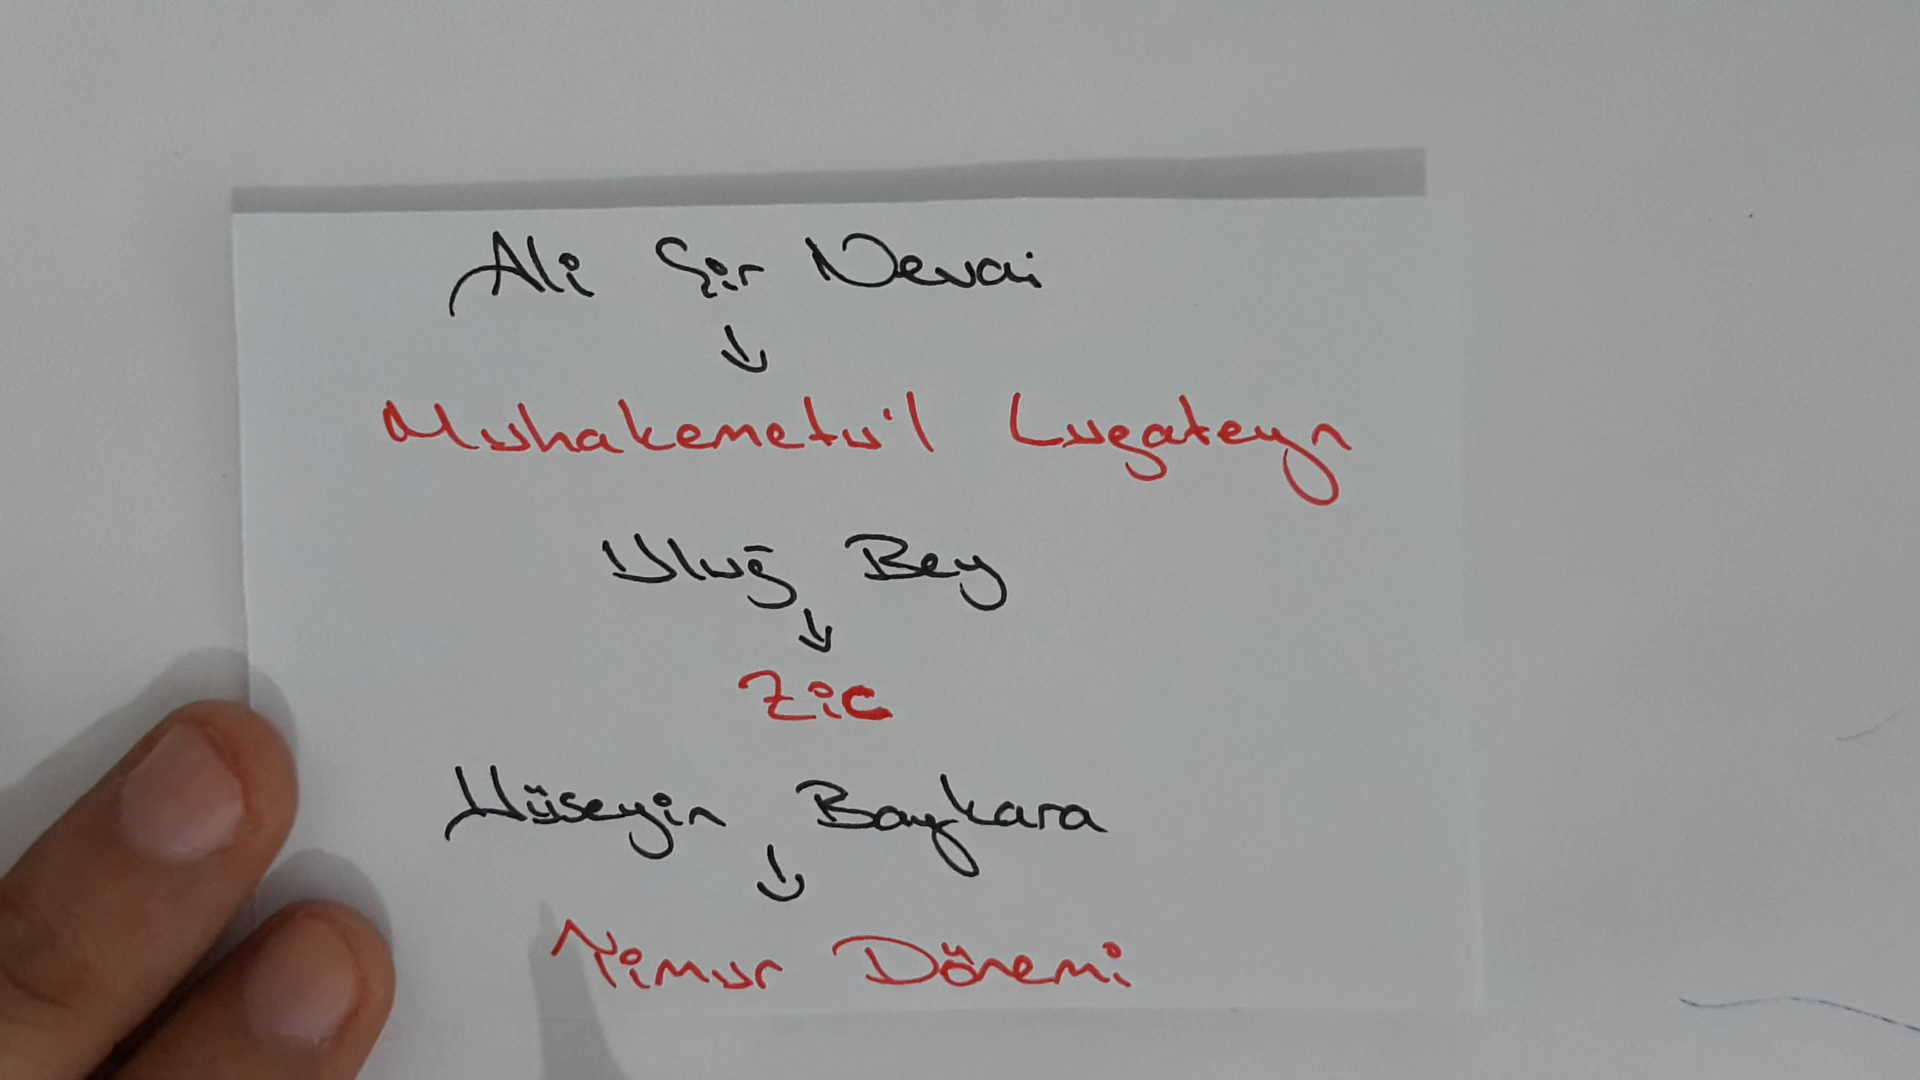 Ali Şir Nevai
↓
Muhakemetu'l Lugateyn
Uluğ Bey
↓
Zic
Hüseyin Baykara
↓
Timur Dönemi